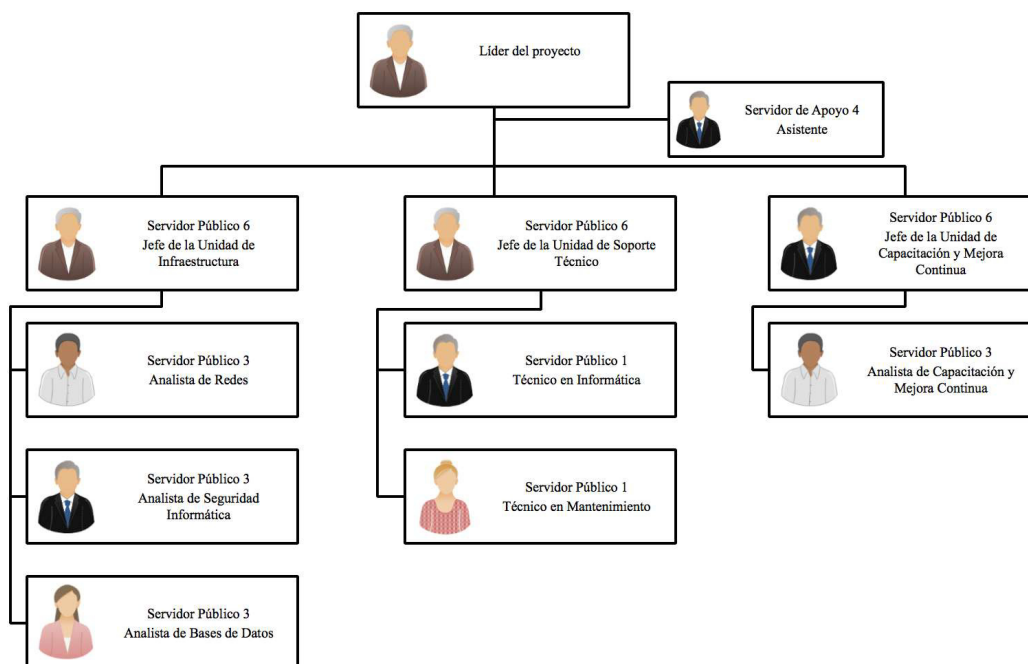 Líder del proyecto
Servidor de Apoyo 4
Asistente
Servidor Público 6
Jefe de la Unidad de
Infraestructura
Servidor Público 6
Jefe de la Unidad de Soporte
Técnico
Servidor Público 6
Jefe de la Unidad de
Capacitación y Mejora
Continua
Servidor Público 3
Analista de Redes
Servidor Público 1
Técnico en Informática
Servidor Público 3
Analista de Capacitación y
Mejora Continua
Servidor Público 3
Analista de Seguridad
Informática
Servidor Público 1
Técnico en Mantenimiento
Servidor Público 3
Analista de Bases de Datos